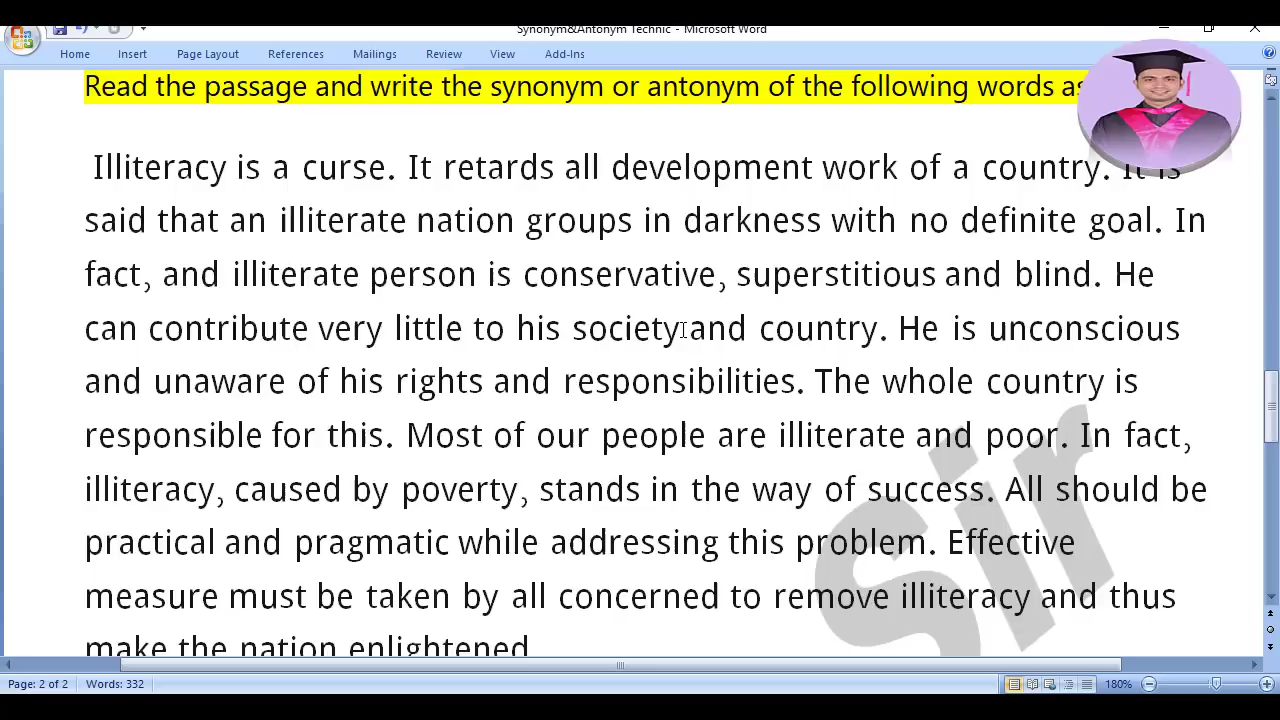 Synonym&Antonym Technic - Microsoft Word
Home Insert Page Layout References Mailings Review View Add-Ins
Read the passage and write the synonym or antonym of the following words
Illiteracy is a curse. It retards all development work of a country. It is
said that an illiterate nation groups in darkness with no definite goal. In
fact, and illiterate person is conservative, superstitious and blind. He
can contribute very little to his society and country. He is unconscious
and unaware of his rights and responsibilities. The whole country is
responsible for this. Most of our people are illiterate and poor. In fact,
illiteracy, caused by poverty, stands in the way of success. All should be
practical and pragmatic while addressing this problem. Effective
measure must be taken by all concerned to remove illiteracy and thus
make the nation enlightened
Sir
Page: 2 of 2 Words: 332 180%